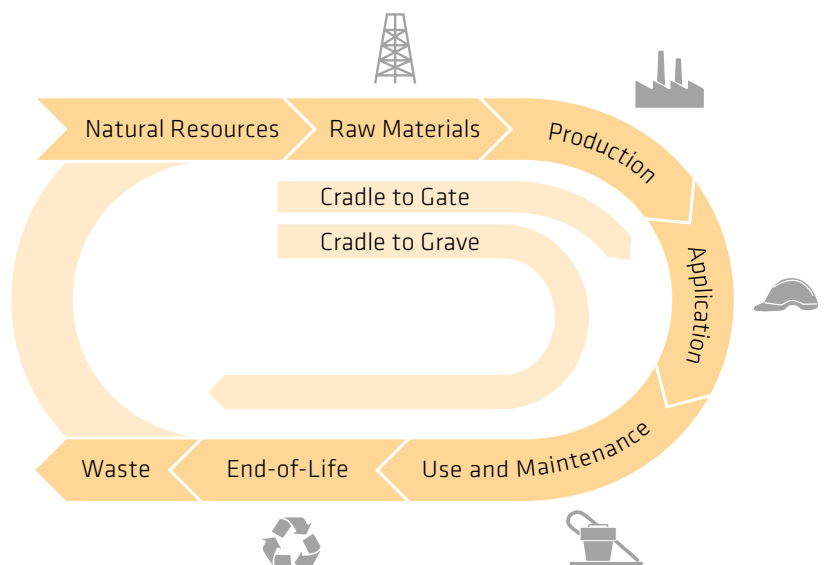 Natural Resources
Raw Materials
Production
Cradle to Gate
Cradle to Grave
Application
Use and Maintenance
End-of-Life
Waste